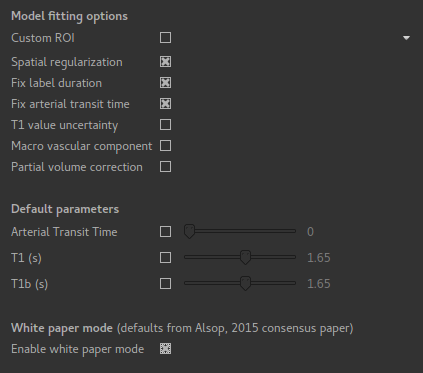 Model fitting options
Custom ROI
Spatial regularization
Fix label duration
Fix arterial transit time
T1 value uncertainty
Macro vascular component
Partial volume correction
Default parameters
Arterial Transit Time 0
T1 (s) 1.65
T1b (s) 1.65
White paper mode (defaults from Alsop, 2015 consensus paper)
Enable white paper mode